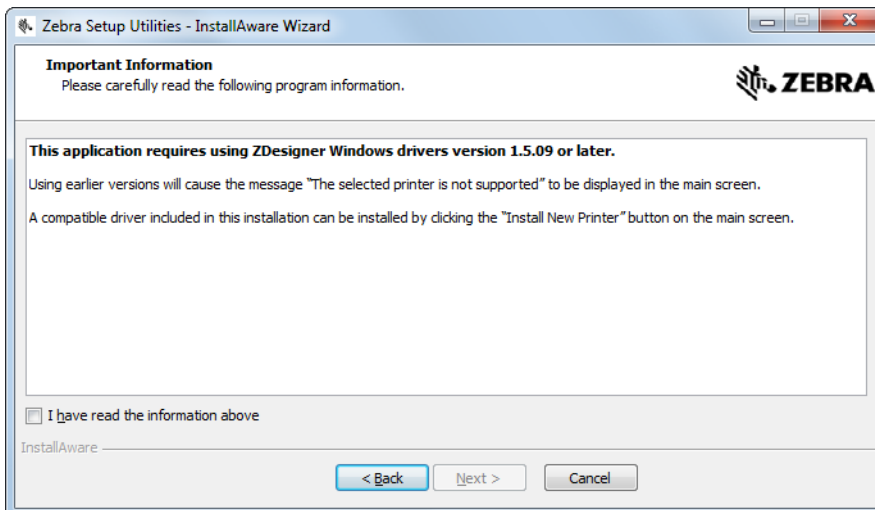 Zebra Setup Utilities - InstallAware Wizard
Important Information
Please carefully read the following program information.
ZEBRA
This application requires using ZDesigner Windows drivers version 1.5.09 or later.
Using earlier versions will cause the message “The selected printer is not supported” to be displayed in the main screen.
A compatible driver included in this installation can be installed by clicking the “Install New Printer” button on the main screen.
I have read the information above
InstallAware
< Back Next > Cancel